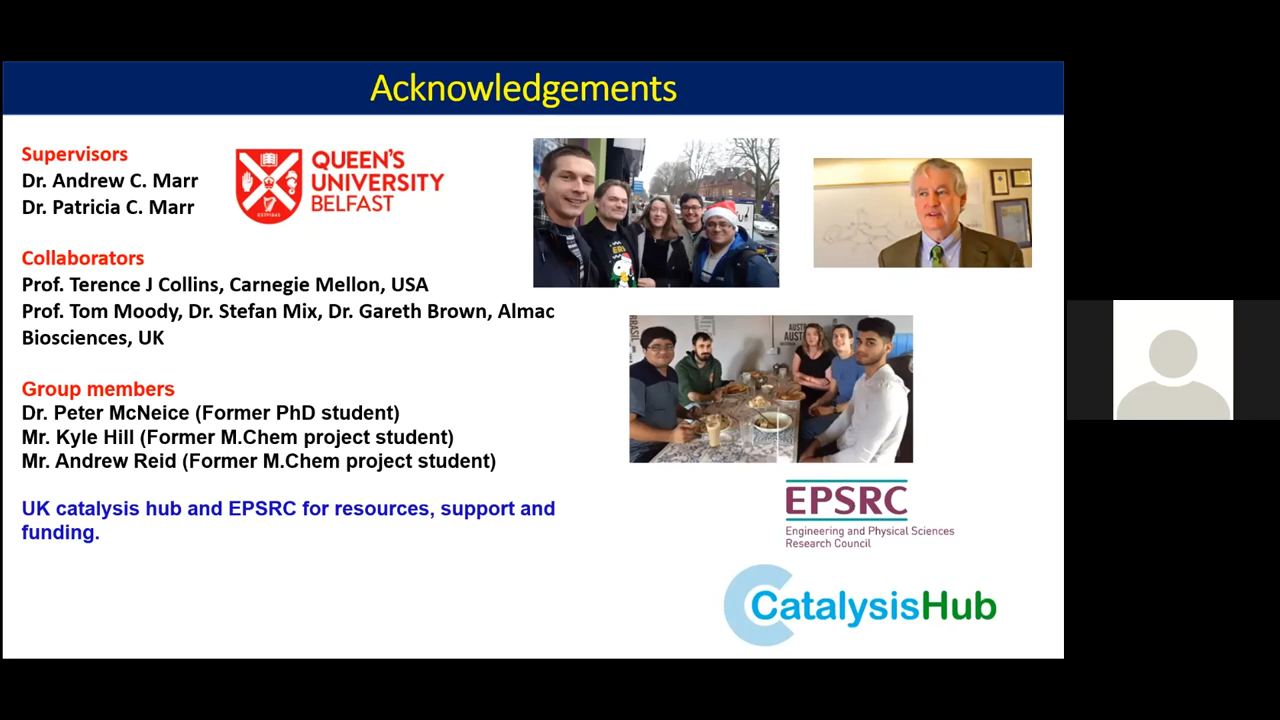 Acknowledgements
Supervisors
Dr. Andrew C. Marr
Dr. Patricia C. Marr
QUEEN'S
UNIVERSITY
BELFAST
ESTD1845
Collaborators
Prof. Terence J Collins, Carnegie Mellon, USA
Prof. Tom Moody, Dr. Stefan Mix, Dr. Gareth Brown, Almac
Biosciences, UK
Group members
Dr. Peter McNeice (Former PhD student)
Mr. Kyle Hill (Former M.Chem project student)
Mr. Andrew Reid (Former M.Chem project student)
UK catalysis hub and EPSRC for resources, support and
funding.
EPSRC
Engineering and Physical Sciences
Research Council
CatalysisHub